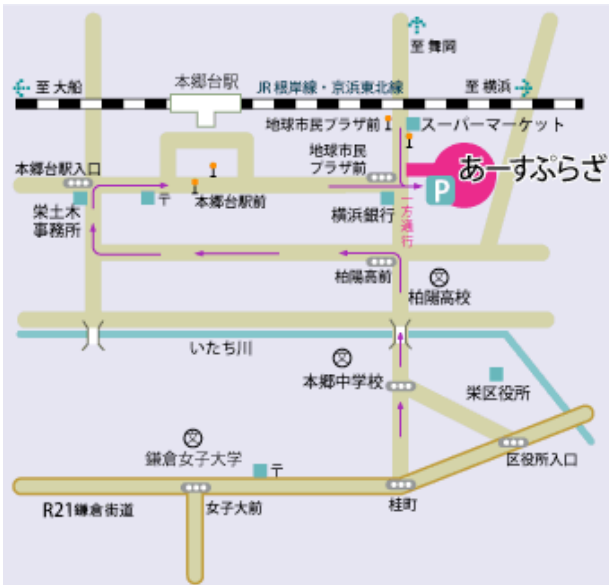 至 舞岡
至 大船
本郷台駅
JR 根岸線・京浜東北線
至 横浜
地球市民プラザ前
スーパーマーケット
本郷台駅入口
地球市民
プラザ前
あーすぷらざ
P
栄土木
事務所
〒
本郷台駅前
横浜銀行
一方通行
柏陽高前
文
柏陽高校
いたち川
文
本郷中学校
栄区役所
文
鎌倉女子大学
〒
区役所入口
R21鎌倉街道
女子大前
桂町